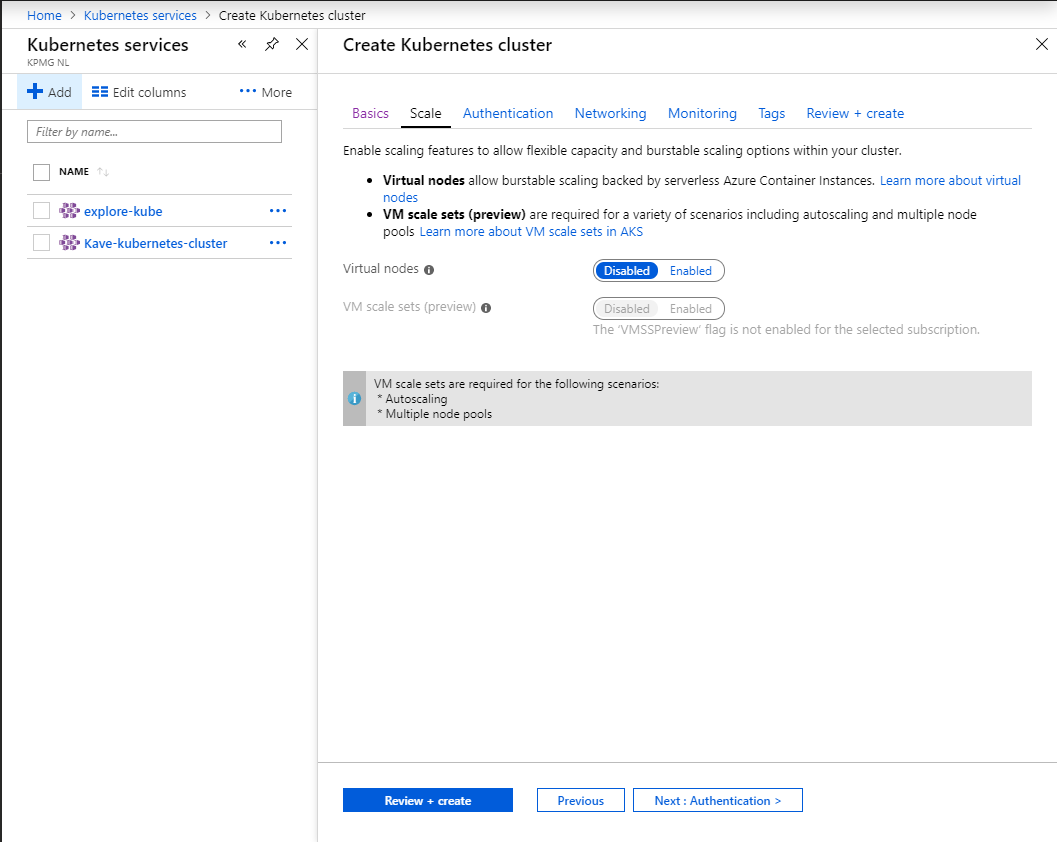 Home > Kubernetes services > Create Kubernetes cluster
Kubernetes services
KPMG NL
Add
Edit columns
More
Filter by name...
NAME
explore-kube
Kave-kubernetes-cluster
Create Kubernetes cluster
Basics Scale Authentication Networking Monitoring Tags Review + create
Enable scaling features to allow flexible capacity and burstable scaling options within your cluster.
• Virtual nodes allow burstable scaling backed by serverless Azure Container Instances. Learn more about virtual
nodes
• VM scale sets (preview) are required for a variety of scenarios including autoscaling and multiple node
pools Learn more about VM scale sets in AKS
Virtual nodes Disabled Enabled
VM scale sets (preview) Disabled Enabled
The 'VMSSPreview' flag is not enabled for the selected subscription.
VM scale sets are required for the following scenarios:
* Autoscaling
* Multiple node pools
Review + create Previous Next : Authentication >